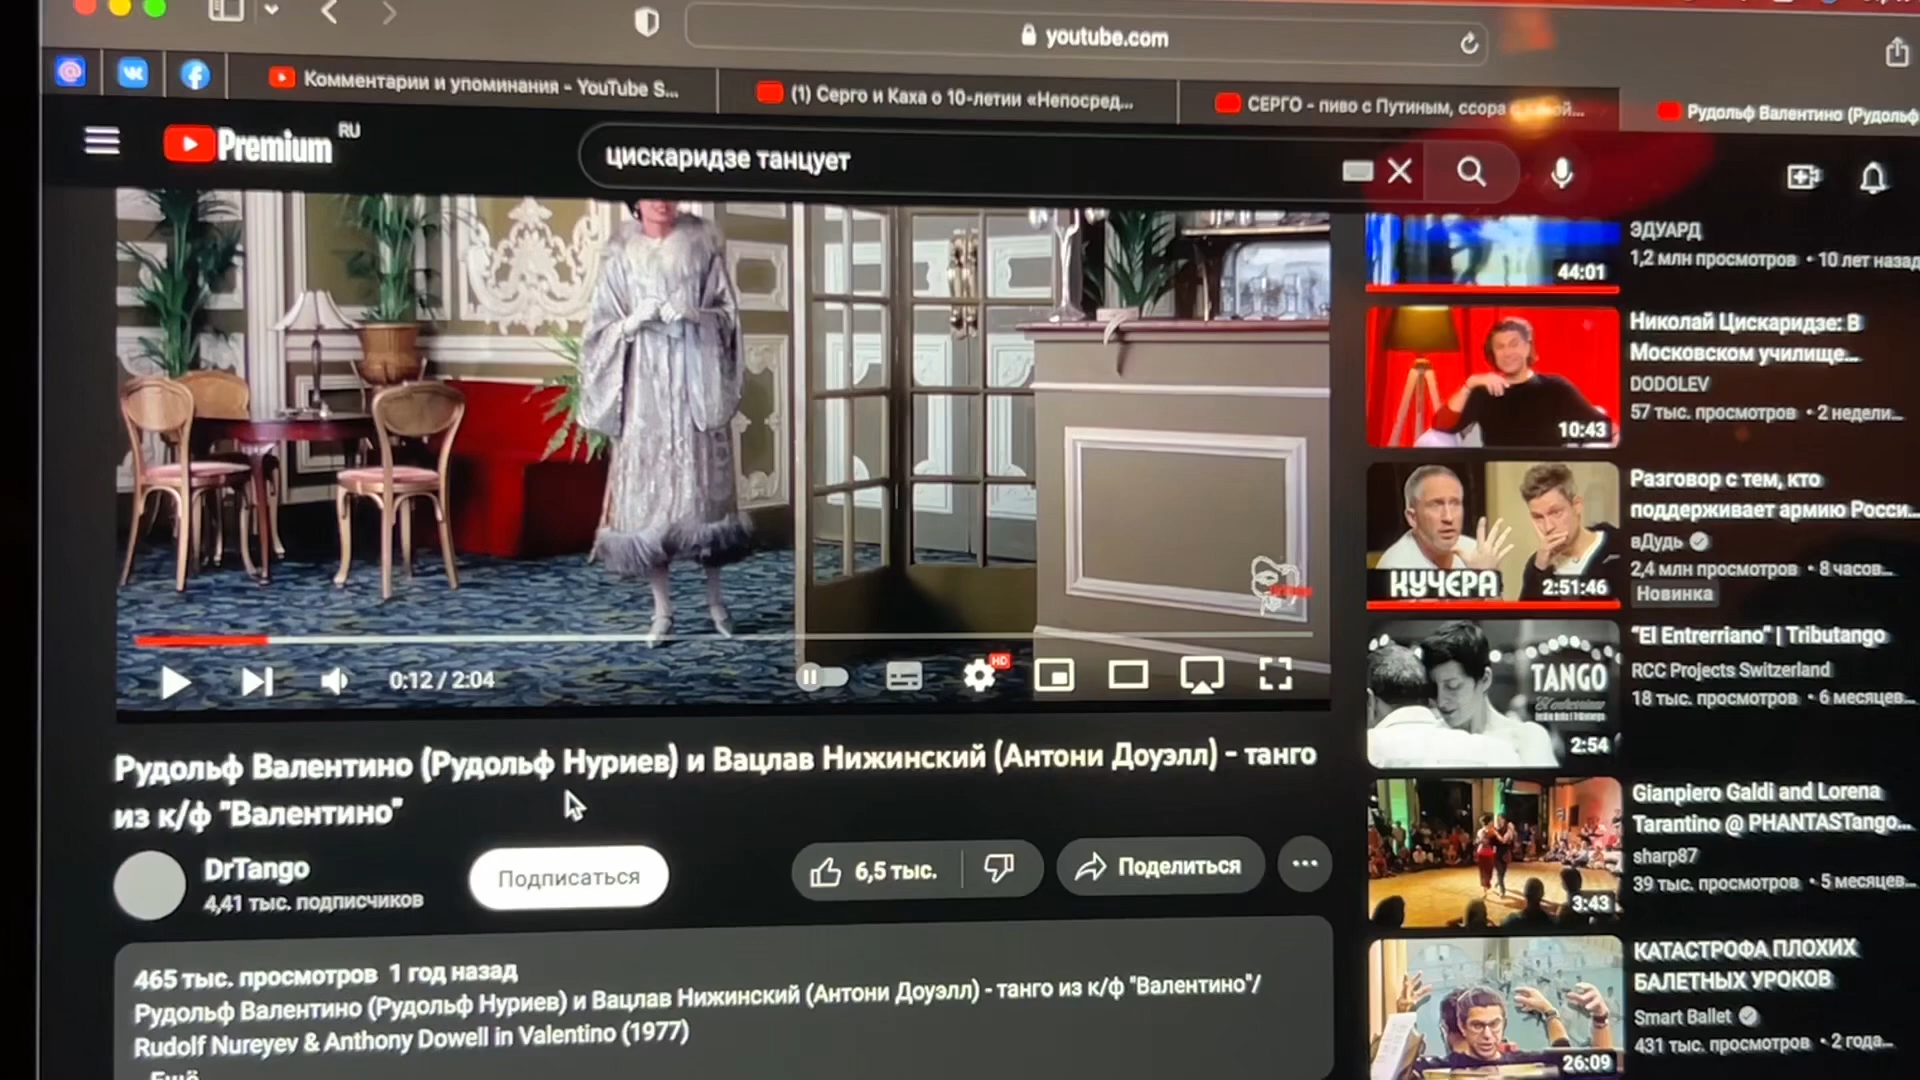 youtube.com
Комментарии и упоминания - YouTube S...
(1) Серго и Каха о 10-летии «Непосред...
СЕРГО - пиво с Путиным, ссора
Рудольф Валентино (Рудольф
Premium RU
цискаридзе танцует
ЭДУАРД
1,2 млн просмотров • 10 лет назад
44:01
Николай Цискаридзе: В
Московском училище...
DODOLEV
57 тыс. просмотров • 2 недели...
10:43
Разговор с тем, кто
поддерживает армию Росси...
вДудь
2,4 млн просмотров • 8 часов...
Новинка
КУЧЕРА
2:51:46
"El Entrerriano" | Tributango
RCC Projects Switzerland
18 тыс. просмотров • 6 месяцев...
TANGO
El entrerriano
2:54
Gianpiero Galdi and Lorena
Tarantino @ PHANTASTango...
sharp87
39 тыс. просмотров • 5 месяцев...
3:43
КАТАСТРОФА ПЛОХИХ
БАЛЕТНЫХ УРОКОВ
Smart Ballet
431 тыс. просмотров • 2 года...
26:09
0:12 / 2:04
HD
Рудольф Валентино (Рудольф Нуриев) и Вацлав Нижинский (Антони Доуэлл) - танго
из к/ф "Валентино"
DrTango
4,41 тыс. подписчиков
Подписаться
6,5 тыс.
Поделиться
465 тыс. просмотров 1 год назад
Рудольф Валентино (Рудольф Нуриев) и Вацлав Нижинский (Антони Доуэлл) - танго из к/ф "Валентино"/
Rudolf Nureyev & Anthony Dowell in Valentino (1977)
Ещё